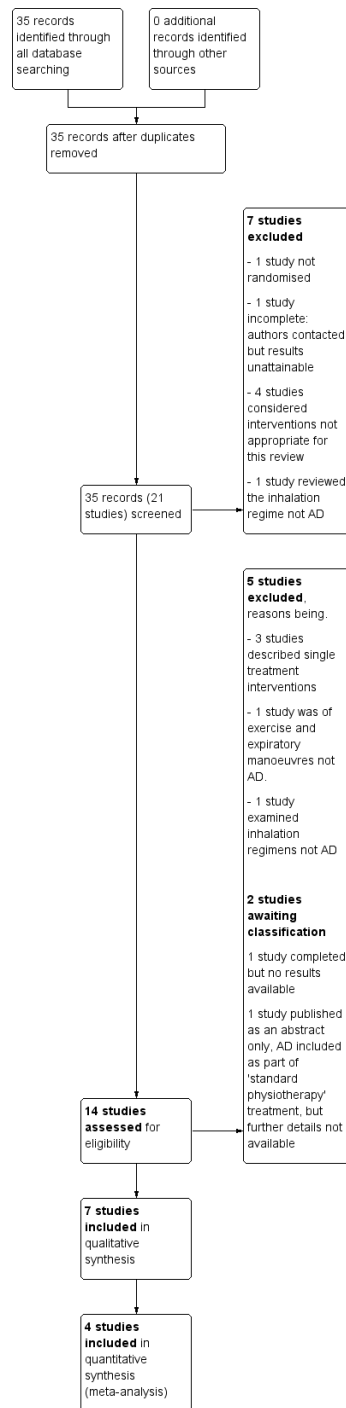 35 records
identified through
all database
searching
0 additional
records identified
through other
sources
35 records after duplicates
removed
7 studies
excluded
- 1 study not
randomised
- 1 study
incomplete:
authors contacted
but results
unattainable
- 4 studies
considered
interventions not
appropriate for
this review
- 1 study reviewed
the inhalation
regime not AD
35 records (21
studies) screened
5 studies
excluded,
reasons being.
- 3 studies
described single
treatment
interventions
- 1 study was of
exercise and
expiratory
manoeuvres not
AD.
- 1 study
examined
inhalation
regimens not AD
2 studies
awaiting
classification
1 study completed
but no results
available
1 study published
as an abstract
only, AD included
as part of
'standard
physiotherapy'
treatment, but
further details not
available
14 studies
assessed for
eligibility
7 studies
included in
qualitative
synthesis
4 studies
included in
quantitative
synthesis
(meta-analysis)